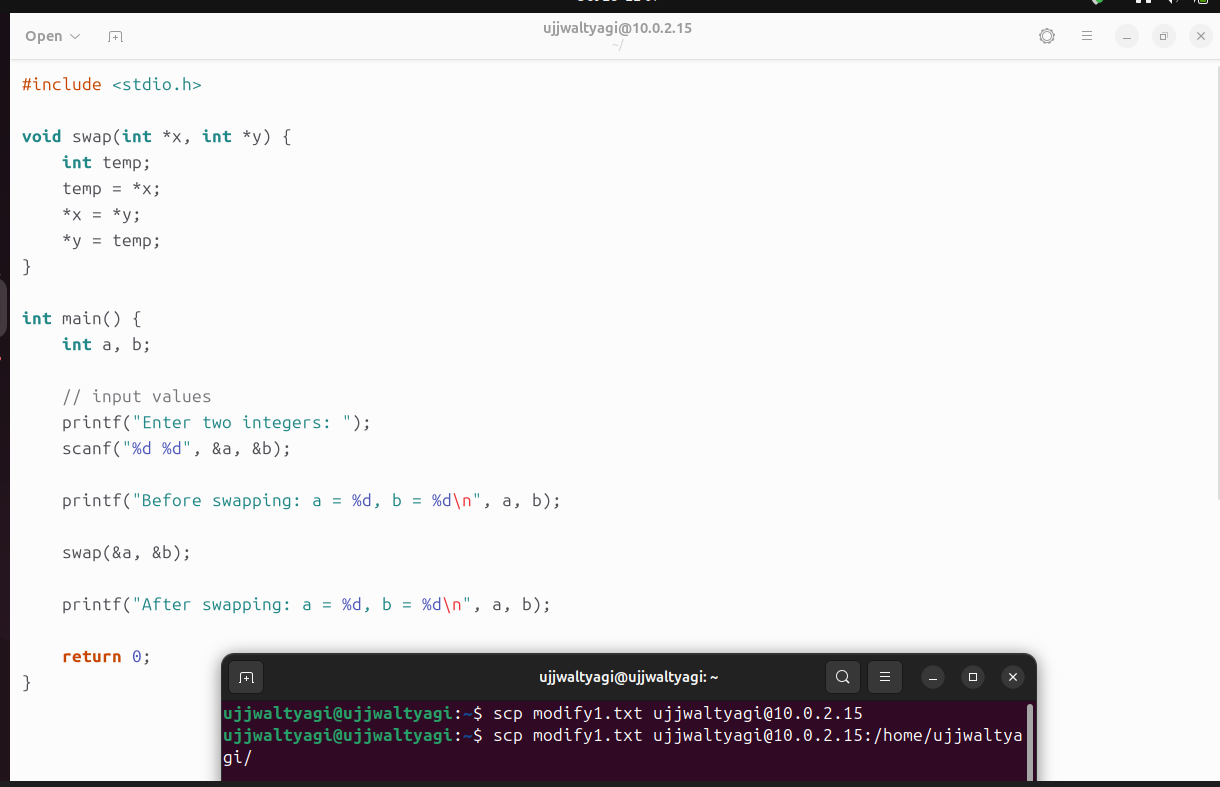 Open
ujjwaltyagi@10.0.2.15
~/
#include <stdio.h>
void swap(int *x, int *y) {
    int temp;
    temp = *x;
    *x = *y;
    *y = temp;
}
int main() {
    int a, b;
    // input values
    printf("Enter two integers: ");
    scanf("%d %d", &a, &b);
    printf("Before swapping: a = %d, b = %d\n", a, b);
    swap(&a, &b);
    printf("After swapping: a = %d, b = %d\n", a, b);
    return 0;
}
ujjwaltyagi@ujjwaltyagi: ~
ujjwaltyagi@ujjwaltyagi:~$ scp modify1.txt ujjwaltyagi@10.0.2.15
ujjwaltyagi@ujjwaltyagi:~$ scp modify1.txt ujjwaltyagi@10.0.2.15:/home/ujjwaltya
gi/